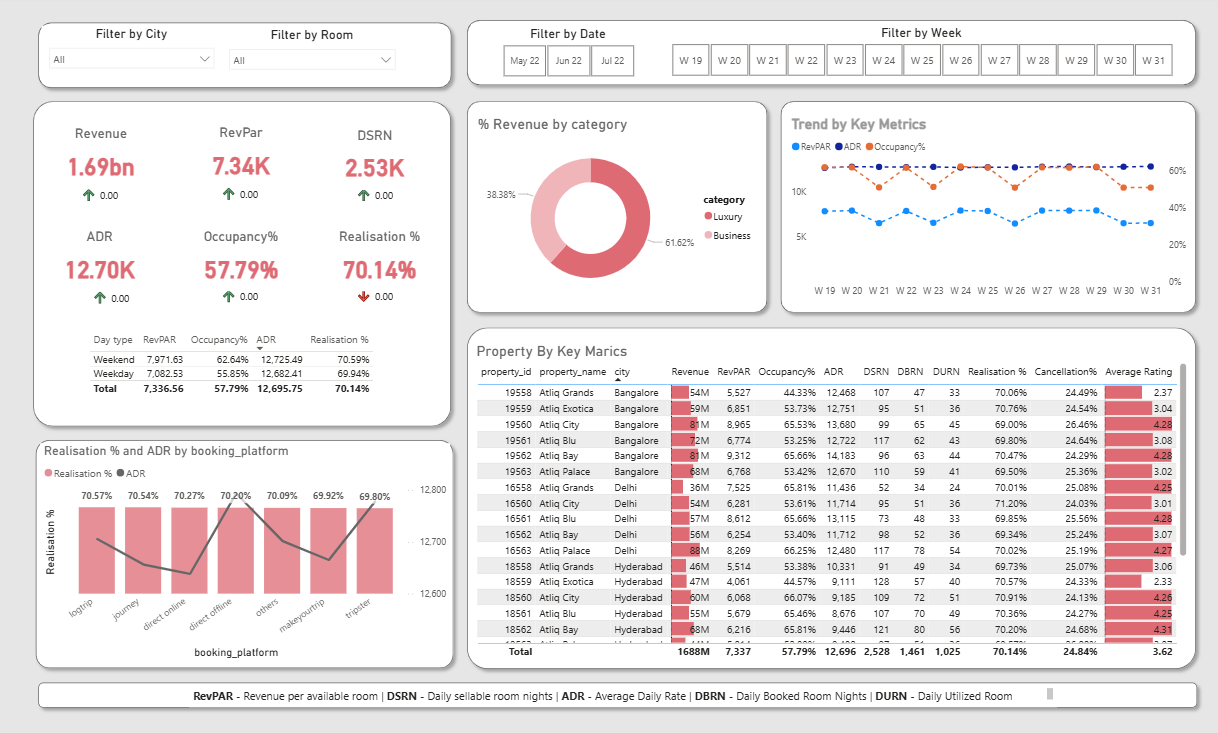 Filter by City
All
Filter by Room
All
Filter by Date
May 22 Jun 22 Jul 22
Filter by Week
W 19 W 20 W 21 W 22 W 23 W 24 W 25 W 26 W 27 W 28 W 29 W 30 W 31
Revenue
1.69bn
0.00
RevPar
7.34K
0.00
DSRN
2.53K
0.00
ADR
12.70K
0.00
Occupancy%
57.79%
0.00
Realisation %
70.14%
0.00
Day type RevPAR Occupancy% ADR Realisation %
Weekend 7,971.63 62.64% 12,725.49 70.59%
Weekday 7,082.53 55.85% 12,682.41 69.94%
Total 7,336.56 57.79% 12,695.75 70.14%
% Revenue by category
38.38%
61.62%
category
Luxury
Business
Trend by Key Metrics
RevPAR ADR Occupancy%
10K
5K
60%
40%
20%
0%
W 19 W 20 W 21 W 22 W 23 W 24 W 25 W 26 W 27 W 28 W 29 W 30 W 31
Realisation % and ADR by booking_platform
Realisation % ADR
70.57% 70.54% 70.27% 70.20% 70.09% 69.92% 69.80%
Realisation %
12,800
12,700
12,600
logtrip journey direct online direct offline others makeyourtrip tripster
booking_platform
Property By Key Marics
property_id property_name city Revenue RevPAR Occupancy% ADR DSRN DBRN DURN Realisation % Cancellation% Average Rating
19558 Atliq Grands Bangalore 54M 5,527 44.33% 12,468 107 47 33 70.06% 24.49% 2.37
19559 Atliq Exotica Bangalore 59M 6,851 53.73% 12,751 95 51 36 70.76% 24.54% 3.04
19560 Atliq City Bangalore 81M 8,965 65.53% 13,680 99 65 45 69.00% 26.46% 4.28
19561 Atliq Blu Bangalore 72M 6,774 53.25% 12,722 117 62 43 69.80% 24.64% 3.08
19562 Atliq Bay Bangalore 81M 9,312 65.66% 14,183 96 63 44 70.47% 24.29% 4.28
19563 Atliq Palace Bangalore 68M 6,768 53.42% 12,670 110 59 41 69.50% 25.36% 3.02
16558 Atliq Grands Delhi 36M 7,525 65.81% 11,436 52 34 24 70.01% 25.08% 4.25
16560 Atliq City Delhi 54M 6,281 53.61% 11,714 95 51 36 71.20% 24.03% 3.01
16561 Atliq Blu Delhi 57M 8,612 65.66% 13,115 73 48 33 69.85% 25.56% 4.28
16562 Atliq Bay Delhi 56M 6,254 53.40% 11,712 98 52 36 69.34% 25.24% 3.07
16563 Atliq Palace Delhi 88M 8,269 66.25% 12,480 117 78 54 70.02% 25.19% 4.27
18558 Atliq Grands Hyderabad 46M 5,514 53.38% 10,331 91 49 34 69.73% 25.07% 3.06
18559 Atliq Exotica Hyderabad 47M 4,061 44.57% 9,111 128 57 40 70.57% 24.33% 2.33
18560 Atliq City Hyderabad 60M 6,068 66.07% 9,185 109 72 51 70.91% 24.13% 4.26
18561 Atliq Blu Hyderabad 55M 5,679 65.46% 8,676 107 70 49 70.36% 24.27% 4.25
18562 Atliq Bay Hyderabad 68M 6,216 65.81% 9,446 121 80 56 70.20% 24.68% 4.31
Total 1688M 7,337 57.79% 12,696 2,528 1,461 1,025 70.14% 24.84% 3.62
RevPAR - Revenue per available room | DSRN - Daily sellable room nights | ADR - Average Daily Rate | DBRN - Daily Booked Room Nights | DURN - Daily Utilized Room